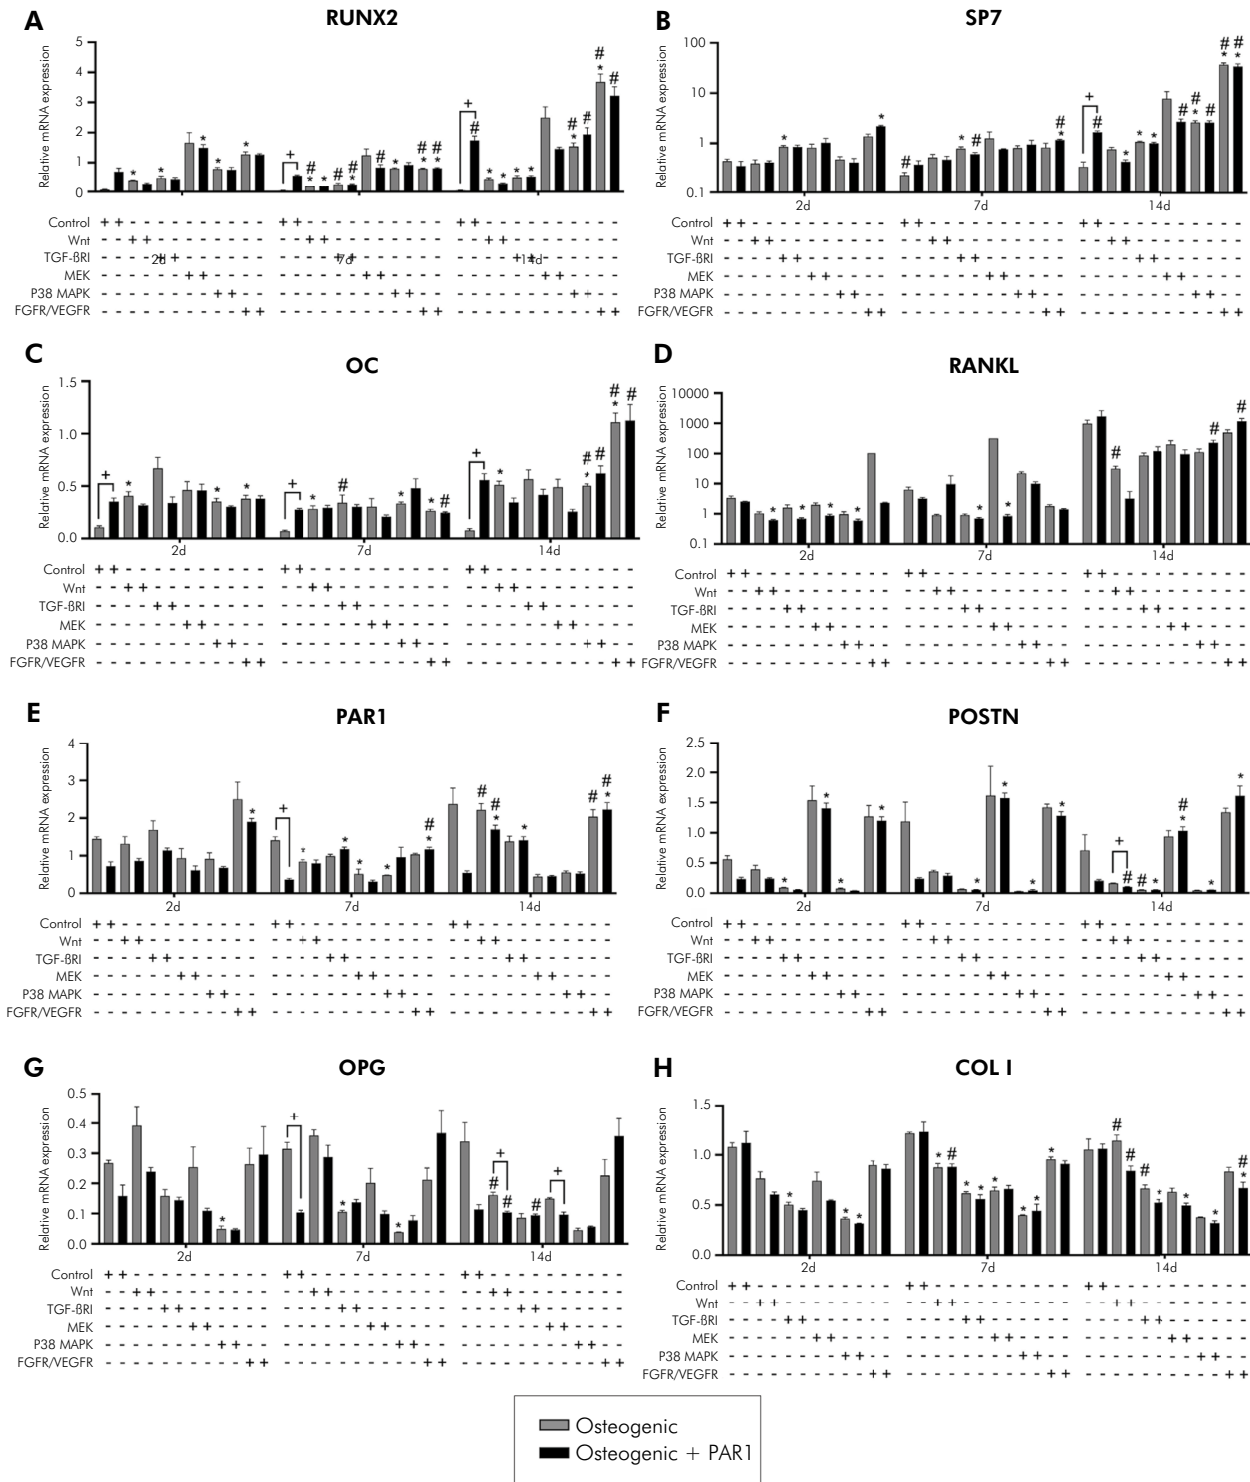 A
RUNX2
Relative mRNA expression
5
4
3
2
1
0
2d
7d
14d
Control
Wnt
TGF-ßRI
MEK
P38 MAPK
FGFR/VEGFR
B
SP7
Relative mRNA expression
100
10
1
0.1
2d
7d
14d
Control
Wnt
TGF-ßRI
MEK
P38 MAPK
FGFR/VEGFR
C
OC
Relative mRNA expression
1.5
1.0
0.5
0.0
2d
7d
14d
Control
Wnt
TGF-ßRI
MEK
P38 MAPK
FGFR/VEGFR
D
RANKL
Relative mRNA expression
10000
1000
100
10
1
0.1
2d
7d
14d
Control
Wnt
TGF-ßRI
MEK
P38 MAPK
FGFR/VEGFR
E
PAR1
Relative mRNA expression
4
3
2
1
0
2d
7d
14d
Control
Wnt
TGF-ßRI
MEK
P38 MAPK
FGFR/VEGFR
F
POSTN
Relative mRNA expression
2.5
2.0
1.5
1.0
0.5
0.0
2d
7d
14d
Control
Wnt
TGF-ßRI
MEK
P38 MAPK
FGFR/VEGFR
G
OPG
Relative mRNA expression
0.5
0.4
0.3
0.2
0.1
0.0
2d
7d
14d
Control
Wnt
TGF-ßRI
MEK
P38 MAPK
FGFR/VEGFR
H
COL I
Relative mRNA expression
1.5
1.0
0.5
0.0
2d
7d
14d
Control
Wnt
TGF-ßRI
MEK
P38 MAPK
FGFR/VEGFR
Osteogenic
Osteogenic + PAR1